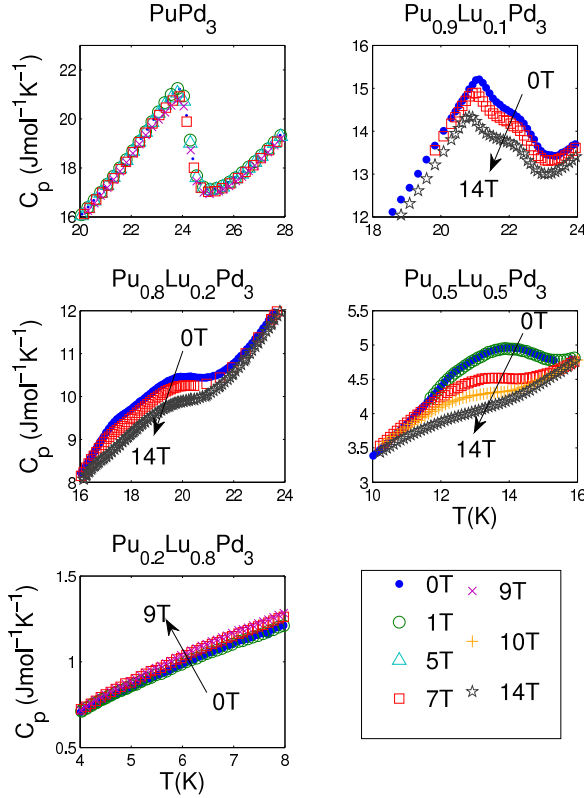 PuPd3
Cp (Jmol−1K−1)
22
21
20
19
18
17
16
20 22 24 26 28
Pu0.9Lu0.1Pd3
16
15
14
13
12
18 20 22 24
0T
14T
Pu0.8Lu0.2Pd3
Cp (Jmol−1K−1)
12
11
10
9
8
16 18 20 22 24
0T
14T
Pu0.5Lu0.5Pd3
5.5
5
4.5
4
3.5
3
10 12 14 16
T(K)
0T
14T
Pu0.2Lu0.8Pd3
Cp (Jmol−1K−1)
1.5
1
0.5
4 5 6 7 8
T(K)
9T
0T
0T
1T
5T
7T
9T
10T
14T